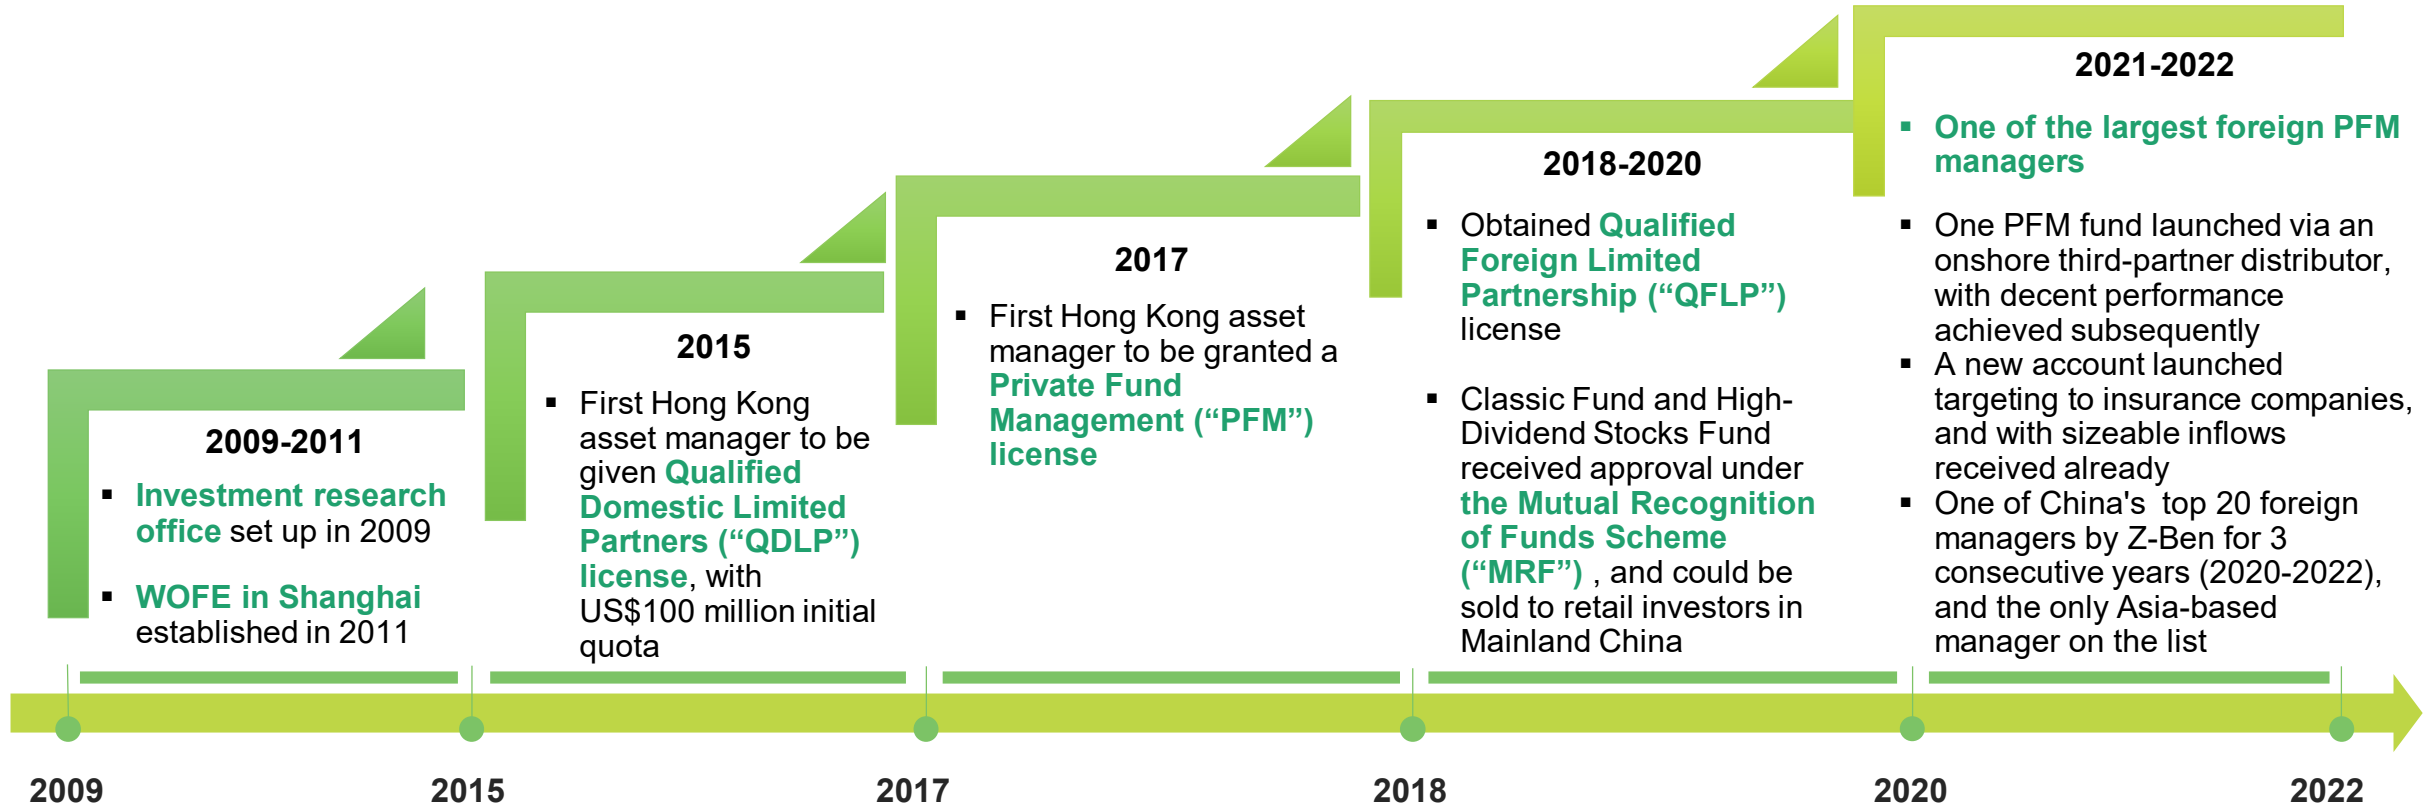 2009-2011
▪ Investment research
office set up in 2009
▪ WOFE in Shanghai
established in 2011
2015
▪ First Hong Kong
asset manager to be
given Qualified
Domestic Limited
Partners (“QDLP”)
license, with
US$100 million initial
quota
2017
▪ First Hong Kong asset
manager to be granted a
Private Fund
Management (“PFM”)
license
2018-2020
▪ Obtained Qualified
Foreign Limited
Partnership (“QFLP”)
license
▪ Classic Fund and High-
Dividend Stocks Fund
received approval under
the Mutual Recognition
of Funds Scheme
(“MRF”) , and could be
sold to retail investors in
Mainland China
2021-2022
▪ One of the largest foreign PFM
managers
▪ One PFM fund launched via an
onshore third-partner distributor,
with decent performance
achieved subsequently
▪ A new account launched
targeting to insurance companies,
and with sizeable inflows
received already
▪ One of China's  top 20 foreign
managers by Z-Ben for 3
consecutive years (2020-2022),
and the only Asia-based
manager on the list
2009
2015
2017
2018
2020
2022